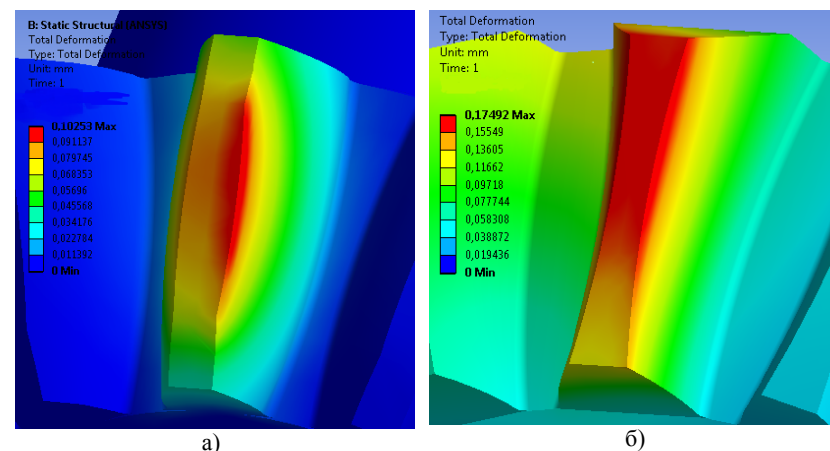 B: Static Structural (ANSYS)
Total Deformation
Type: Total Deformation
Unit: mm
Time: 1
0,10253 Max
0,091137
0,079745
0,068353
0,05696
0,045568
0,034176
0,022784
0,011392
0 Min
а)
Total Deformation
Type: Total Deformation
Unit: mm
Time: 1
0,17492 Max
0,15549
0,13605
0,11662
0,09718
0,077744
0,058308
0,038872
0,019436
0 Min
б)